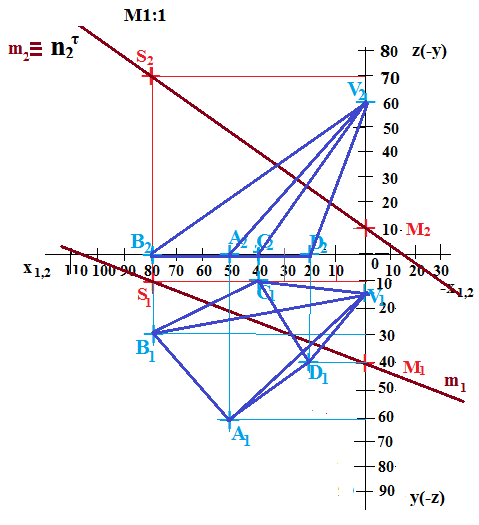 M1:1
m₂≡ n₂τ
S₂
80 z(-y)
70
V₂
60
50
40
30
20
10 M₂
B₂ A₂ C₂ D₂
x1,2 110 100 90 80 70 60 50 40 30 20 10 0 10 20 30 -x1,2
S₁ C₁ 10 V₁
20
B₁ 30
D₁ 40 M₁
m₁
50
A₁ 60
70
80
90 y(-z)